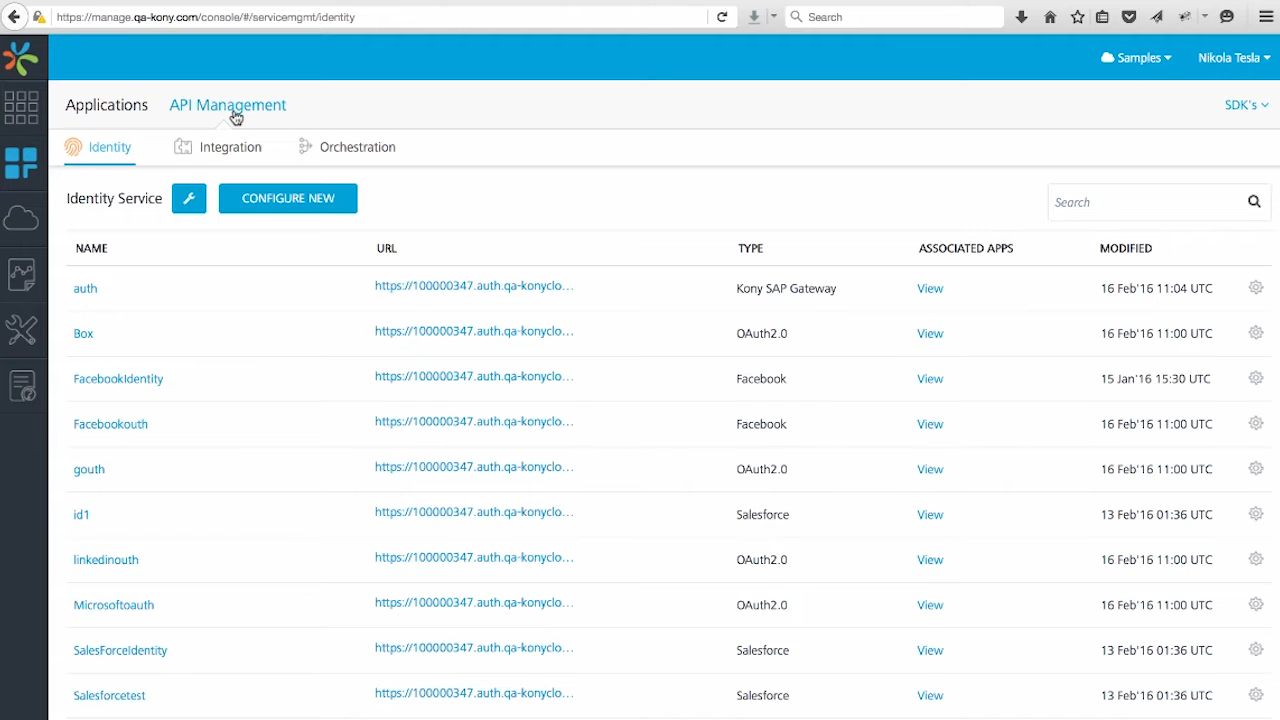 https://manage.qa-kony.com/console/#/servicemgmt/identity
Search
Samples
Nikola Tesla
Applications
API Management
SDK's
Identity
Integration
Orchestration
Identity Service
CONFIGURE NEW
Search
NAME URL TYPE ASSOCIATED APPS MODIFIED
auth https://100000347.auth.qa-konyclo... Kony SAP Gateway View 16 Feb'16 11:04 UTC
Box https://100000347.auth.qa-konyclo... OAuth2.0 View 16 Feb'16 11:00 UTC
FacebookIdentity https://100000347.auth.qa-konyclo... Facebook View 15 Jan'16 15:30 UTC
Facebookouth https://100000347.auth.qa-konyclo... Facebook View 16 Feb'16 11:00 UTC
gouth https://100000347.auth.qa-konyclo... OAuth2.0 View 16 Feb'16 11:00 UTC
id1 https://100000347.auth.qa-konyclo... Salesforce View 13 Feb'16 01:36 UTC
linkedinouth https://100000347.auth.qa-konyclo... OAuth2.0 View 16 Feb'16 11:00 UTC
Microsoftoauth https://100000347.auth.qa-konyclo... OAuth2.0 View 16 Feb'16 11:00 UTC
SalesForceIdentity https://100000347.auth.qa-konyclo... Salesforce View 13 Feb'16 01:36 UTC
Salesforcetest https://100000347.auth.qa-konyclo... Salesforce View 13 Feb'16 01:36 UTC